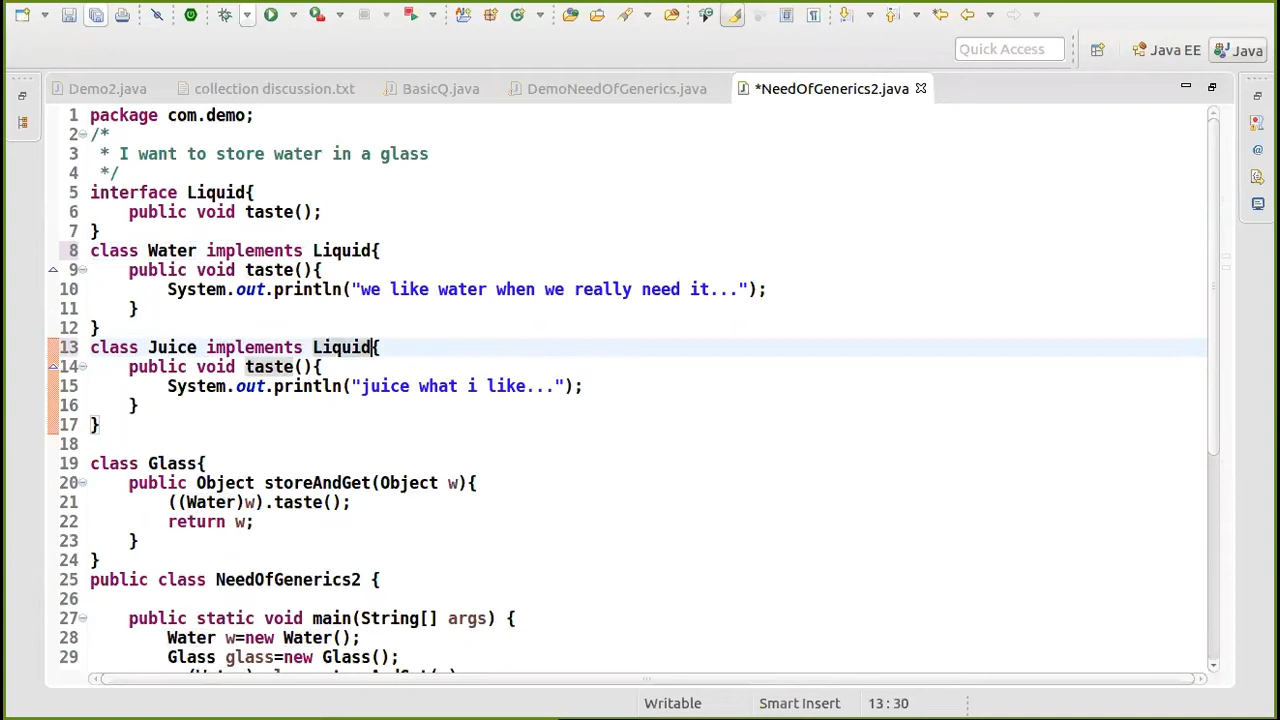 Quick Access
Java EE
Java
Demo2.java
collection discussion.txt
BasicQ.java
DemoNeedOfGenerics.java
*NeedOfGenerics2.java
1 package com.demo;
2 /*
3  * I want to store water in a glass
4  */
5 interface Liquid{
6     public void taste();
7 }
8 class Water implements Liquid{
9     public void taste(){
10         System.out.println("we like water when we really need it...");
11     }
12 }
13 class Juice implements Liquid{
14     public void taste(){
15         System.out.println("juice what i like...");
16     }
17 }
18
19 class Glass{
20     public Object storeAndGet(Object w){
21         ((Water)w).taste();
22         return w;
23     }
24 }
25 public class NeedOfGenerics2 {
26
27     public static void main(String[] args) {
28         Water w=new Water();
29         Glass glass=new Glass();
Writable
Smart Insert
13 : 30